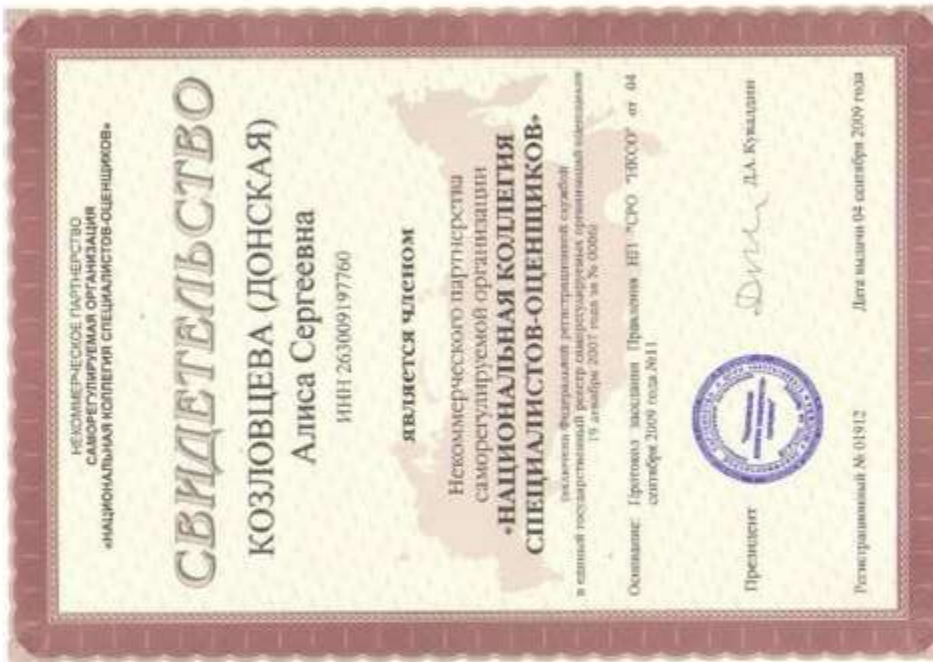 НЕКОММЕРЧЕСКОЕ ПАРТНЕРСТВО
САМОРЕГУЛИРУЕМАЯ ОРГАНИЗАЦИЯ
«НАЦИОНАЛЬНАЯ КОЛЛЕГИЯ СПЕЦИАЛИСТОВ-ОЦЕНЩИКОВ»
СВИДЕТЕЛЬСТВО
КОЗЛОВЦЕВА (ДОНСКАЯ)
Алиса Сергеевна
ИНН 263009197760
является членом
Некоммерческого партнерства
саморегулируемой организации
«НАЦИОНАЛЬНАЯ КОЛЛЕГИЯ
СПЕЦИАЛИСТОВ-ОЦЕНЩИКОВ»
Федеральной регистрационной службой
в единый государственный реестр саморегулируемых организаций оценщиков
19 декабря 2007 года за № 0006)
Основание: Протокол заседания Правления НП "СРО "НКСО" от 04
сентября 2009 года №11
Президент Д.А. Кувалдин
Регистрационный № 01912 Дата выдачи 04 сентября 2009 года